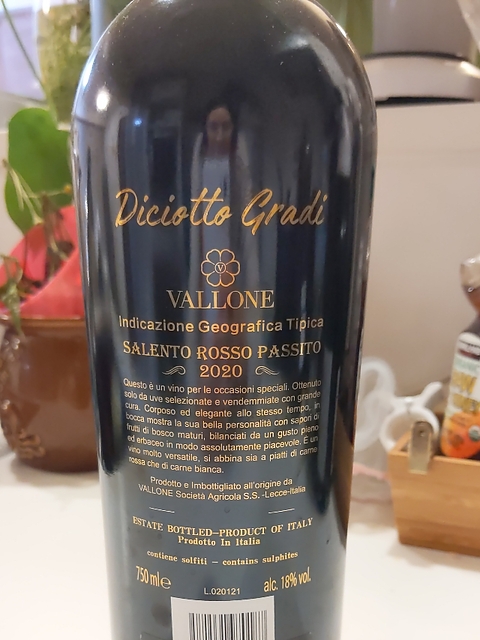 Diciotto Gradi
V
VALLONE
Indicazione Geografica Tipica
SALENTO ROSSO PASSITO
2020
Questo è un vino per le occasioni speciali. Ottenuto
solo da uve selezionate e vendemmiate con grande
cura. Corposo ed elegante allo stesso tempo, in
bocca mostra la sua bella personalità con sapori di
frutti di bosco maturi, bilanciati da un gusto pieno
ed erbaceo in modo assolutamente piacevole. È un
vino molto versatile, si abbina sia a piatti di carne
rossa che di carne bianca.
Prodotto e Imbottigliato all'origine da
VALLONE Società Agricola S.S. -Lecce-Italia
ESTATE BOTTLED-PRODUCT OF ITALY
Prodotto In Italia
contiene solfiti - contains sulphites
750 ml e
L.020121
alc. 18% vol.